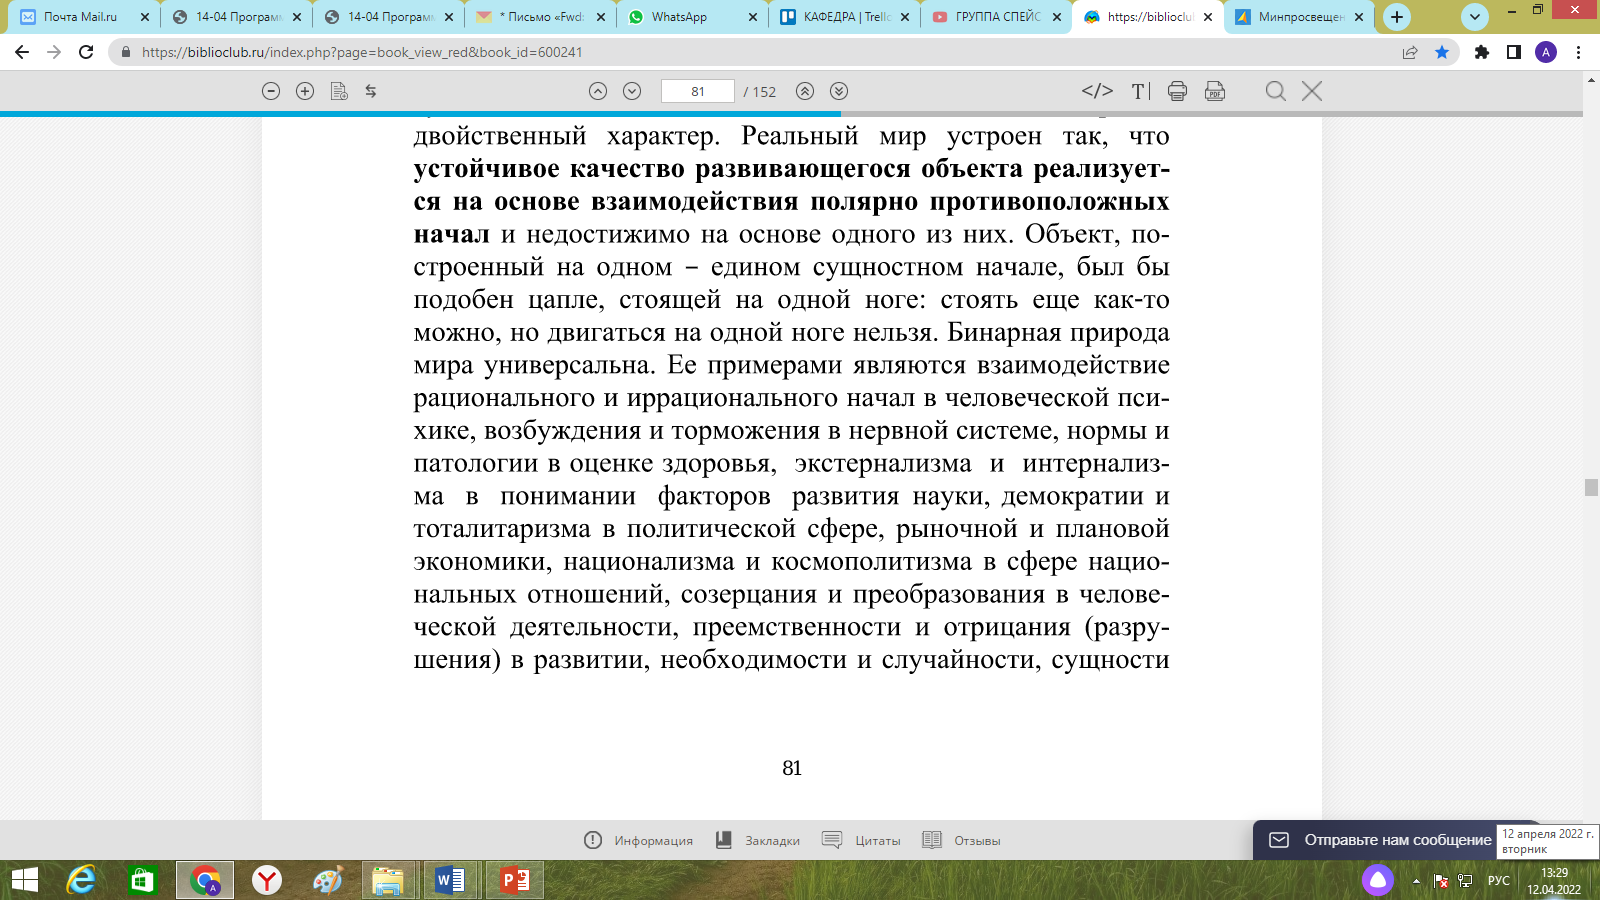 Почта Mail.ru
14-04 Програм
14-04 Програм
* Письмо «Fwd:
WhatsApp
КАФЕДРА | Trello
ГРУППА СПЕЙС
https://biblioclu
Минпросвещен
https://biblioclub.ru/index.php?page=book_view_red&book_id=600241
A
81 / 152
</> T|
PDF
двойственный характер. Реальный мир устроен так, что
устойчивое качество развивающегося объекта реализует-
ся на основе взаимодействия полярно противоположных
начал и недостижимо на основе одного из них. Объект, по-
строенный на одном – едином сущностном начале, был бы
подобен цапле, стоящей на одной ноге: стоять еще как-то
можно, но двигаться на одной ноге нельзя. Бинарная природа
мира универсальна. Ее примерами являются взаимодействие
рационального и иррационального начал в человеческой пси-
хике, возбуждения и торможения в нервной системе, нормы и
патологии в оценке здоровья, экстернализма и интернализ-
ма в понимании факторов развития науки, демократии и
тоталитаризма в политической сфере, рыночной и плановой
экономики, национализма и космополитизма в сфере нацио-
нальных отношений, созерцания и преобразования в челове-
ческой деятельности, преемственности и отрицания (разру-
шения) в развитии, необходимости и случайности, сущности
81
Информация
Закладки
Цитаты
Отзывы
Отправьте нам сообщение
12 апреля 2022 г.
вторник
РУС
13:29
12.04.2022